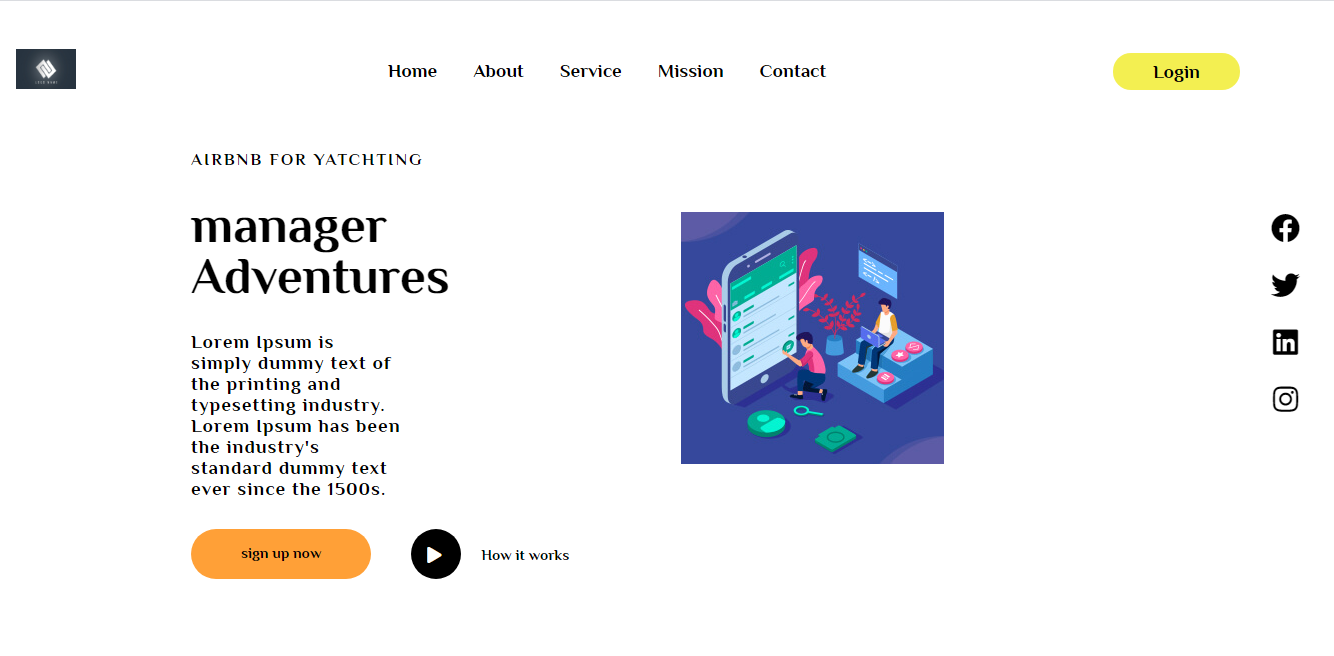 Home About Service Mission Contact Login
AIRBNB FOR YATCHTING
manager
Adventures
Lorem Ipsum is
simply dummy text of
the printing and
typesetting industry.
Lorem Ipsum has been
the industry's
standard dummy text
ever since the 1500s.
sign up now How it works